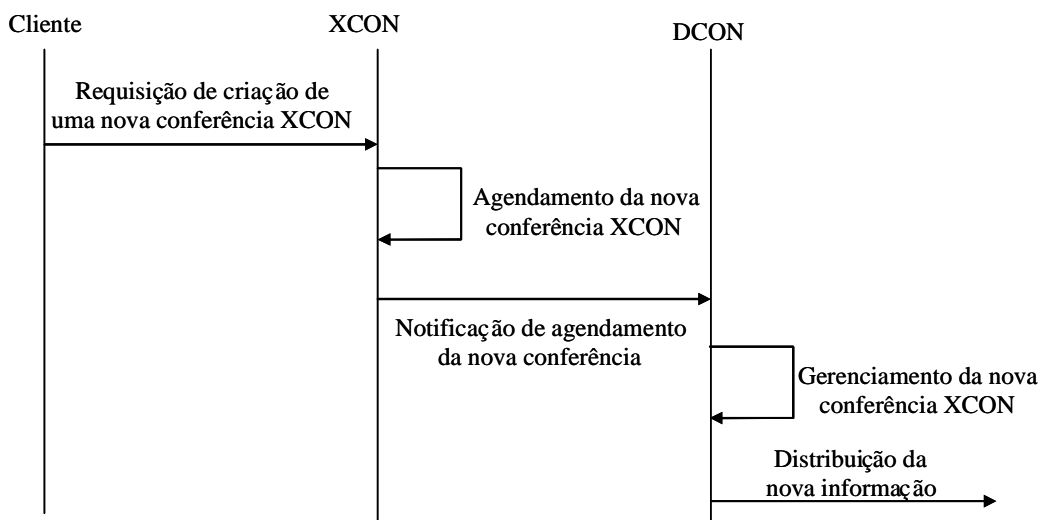 Cliente
XCON
DCON
Requisição de criação de
uma nova conferência XCON
Agendamento da nova
conferência XCON
Notificação de agendamento
da nova conferência
Gerenciamento da nova
conferência XCON
Distribuição da
nova informação